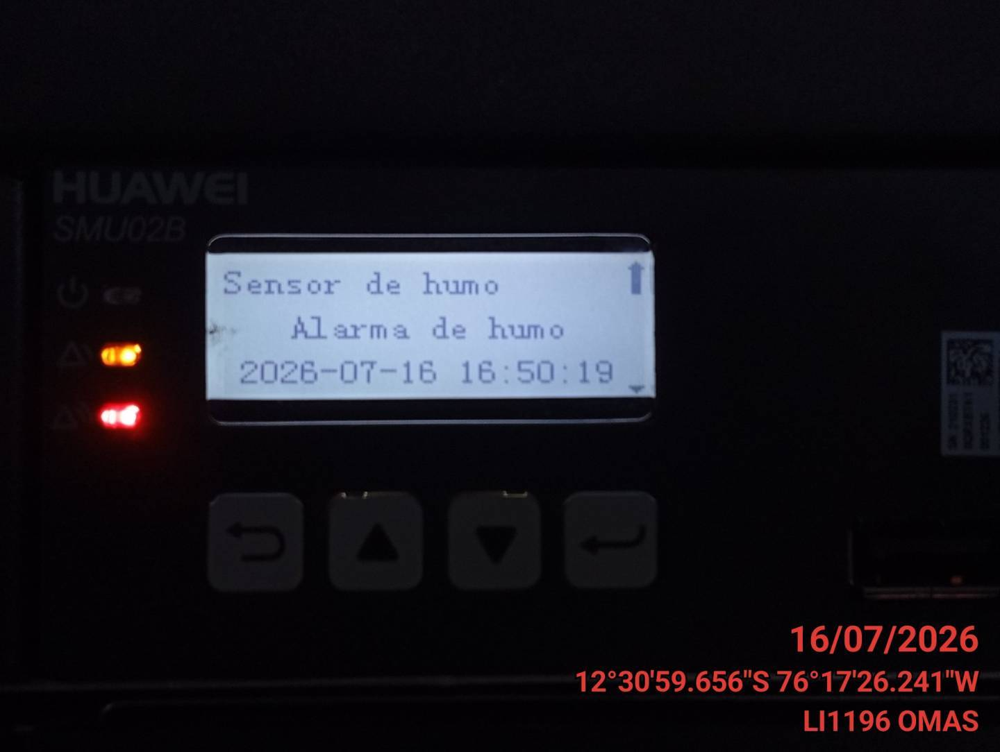 HUAWEI
SMU02B
Sensor de humo
Alarma de humo
2026-07-16 16:50:19
16/07/2026
12°30'59.656"S 76°17'26.241"W
LI1196 OMAS